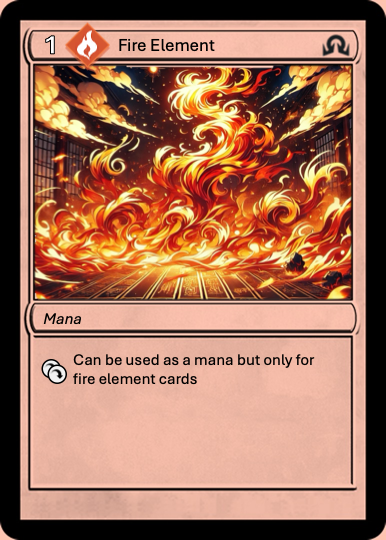 1 Fire Element
Mana
Can be used as a mana but only for
fire element cards